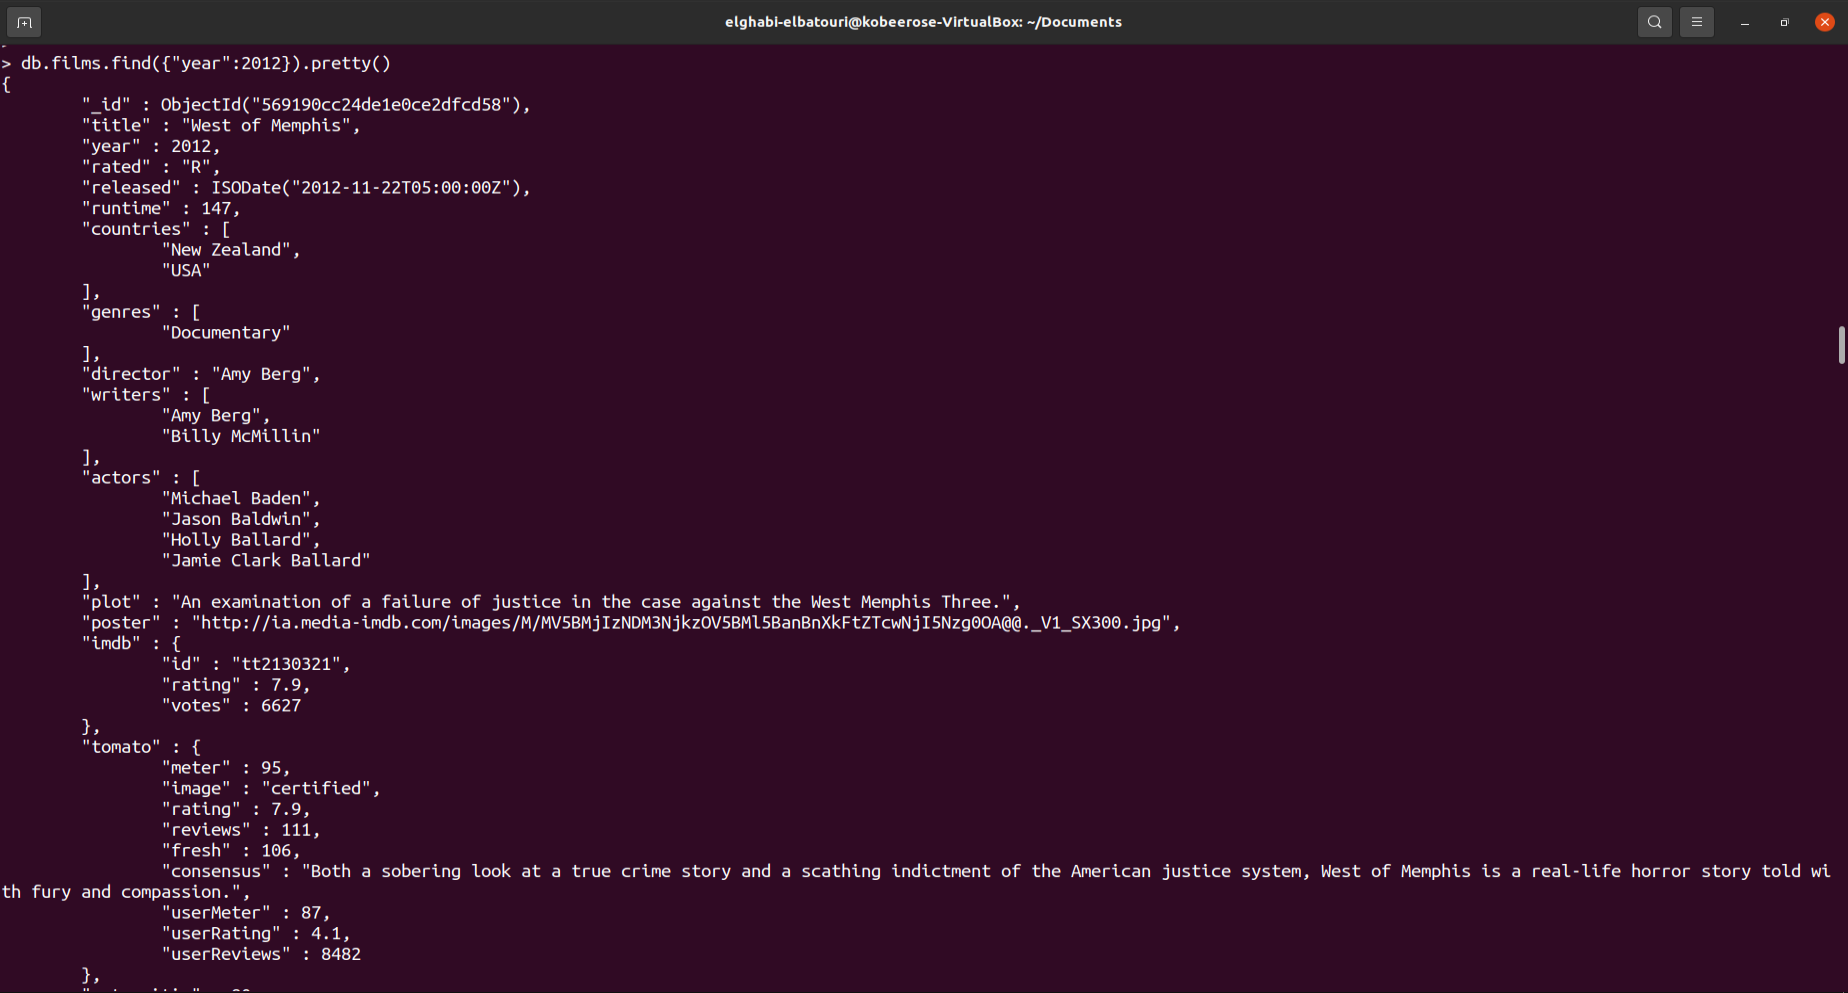 elghabi-elbatouri@kobeerose-VirtualBox: ~/Documents
> db.films.find({"year":2012}).pretty()
{
        "_id" : ObjectId("569190cc24de1e0ce2dfcd58"),
        "title" : "West of Memphis",
        "year" : 2012,
        "rated" : "R",
        "released" : ISODate("2012-11-22T05:00:00Z"),
        "runtime" : 147,
        "countries" : [
                "New Zealand",
                "USA"
        ],
        "genres" : [
                "Documentary"
        ],
        "director" : "Amy Berg",
        "writers" : [
                "Amy Berg",
                "Billy McMillin"
        ],
        "actors" : [
                "Michael Baden",
                "Jason Baldwin",
                "Holly Ballard",
                "Jamie Clark Ballard"
        ],
        "plot" : "An examination of a failure of justice in the case against the West Memphis Three.",
        "poster" : "http://ia.media-imdb.com/images/M/MV5BMjIzNDM3NjkzOV5BMl5BanBnXkFtZTcwNjI5Nzg0OA@@._V1_SX300.jpg",
        "imdb" : {
                "id" : "tt2130321",
                "rating" : 7.9,
                "votes" : 6627
        },
        "tomato" : {
                "meter" : 95,
                "image" : "certified",
                "rating" : 7.9,
                "reviews" : 111,
                "fresh" : 106,
                "consensus" : "Both a sobering look at a true crime story and a scathing indictment of the American justice system, West of Memphis is a real-life horror story told wi
th fury and compassion.",
                "userMeter" : 87,
                "userRating" : 4.1,
                "userReviews" : 8482
        },